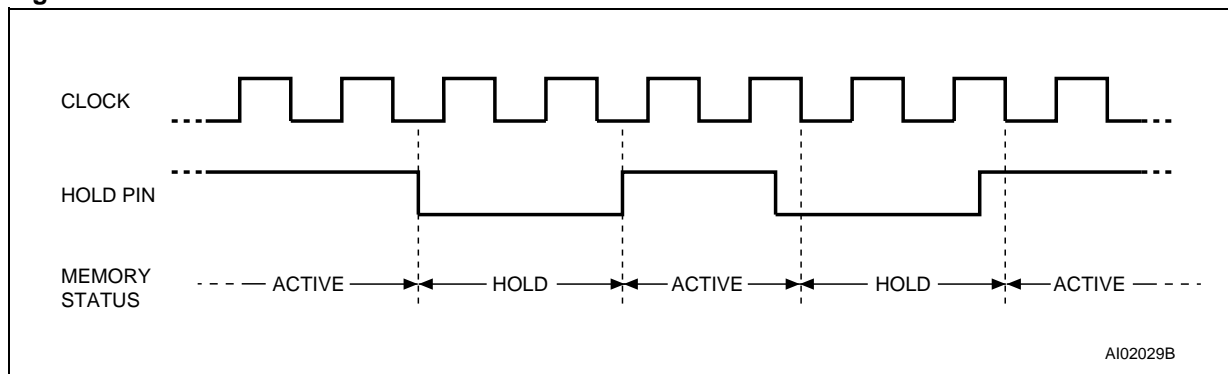 CLOCK
HOLD PIN
MEMORY
STATUS
ACTIVE HOLD ACTIVE HOLD ACTIVE
AI02029B